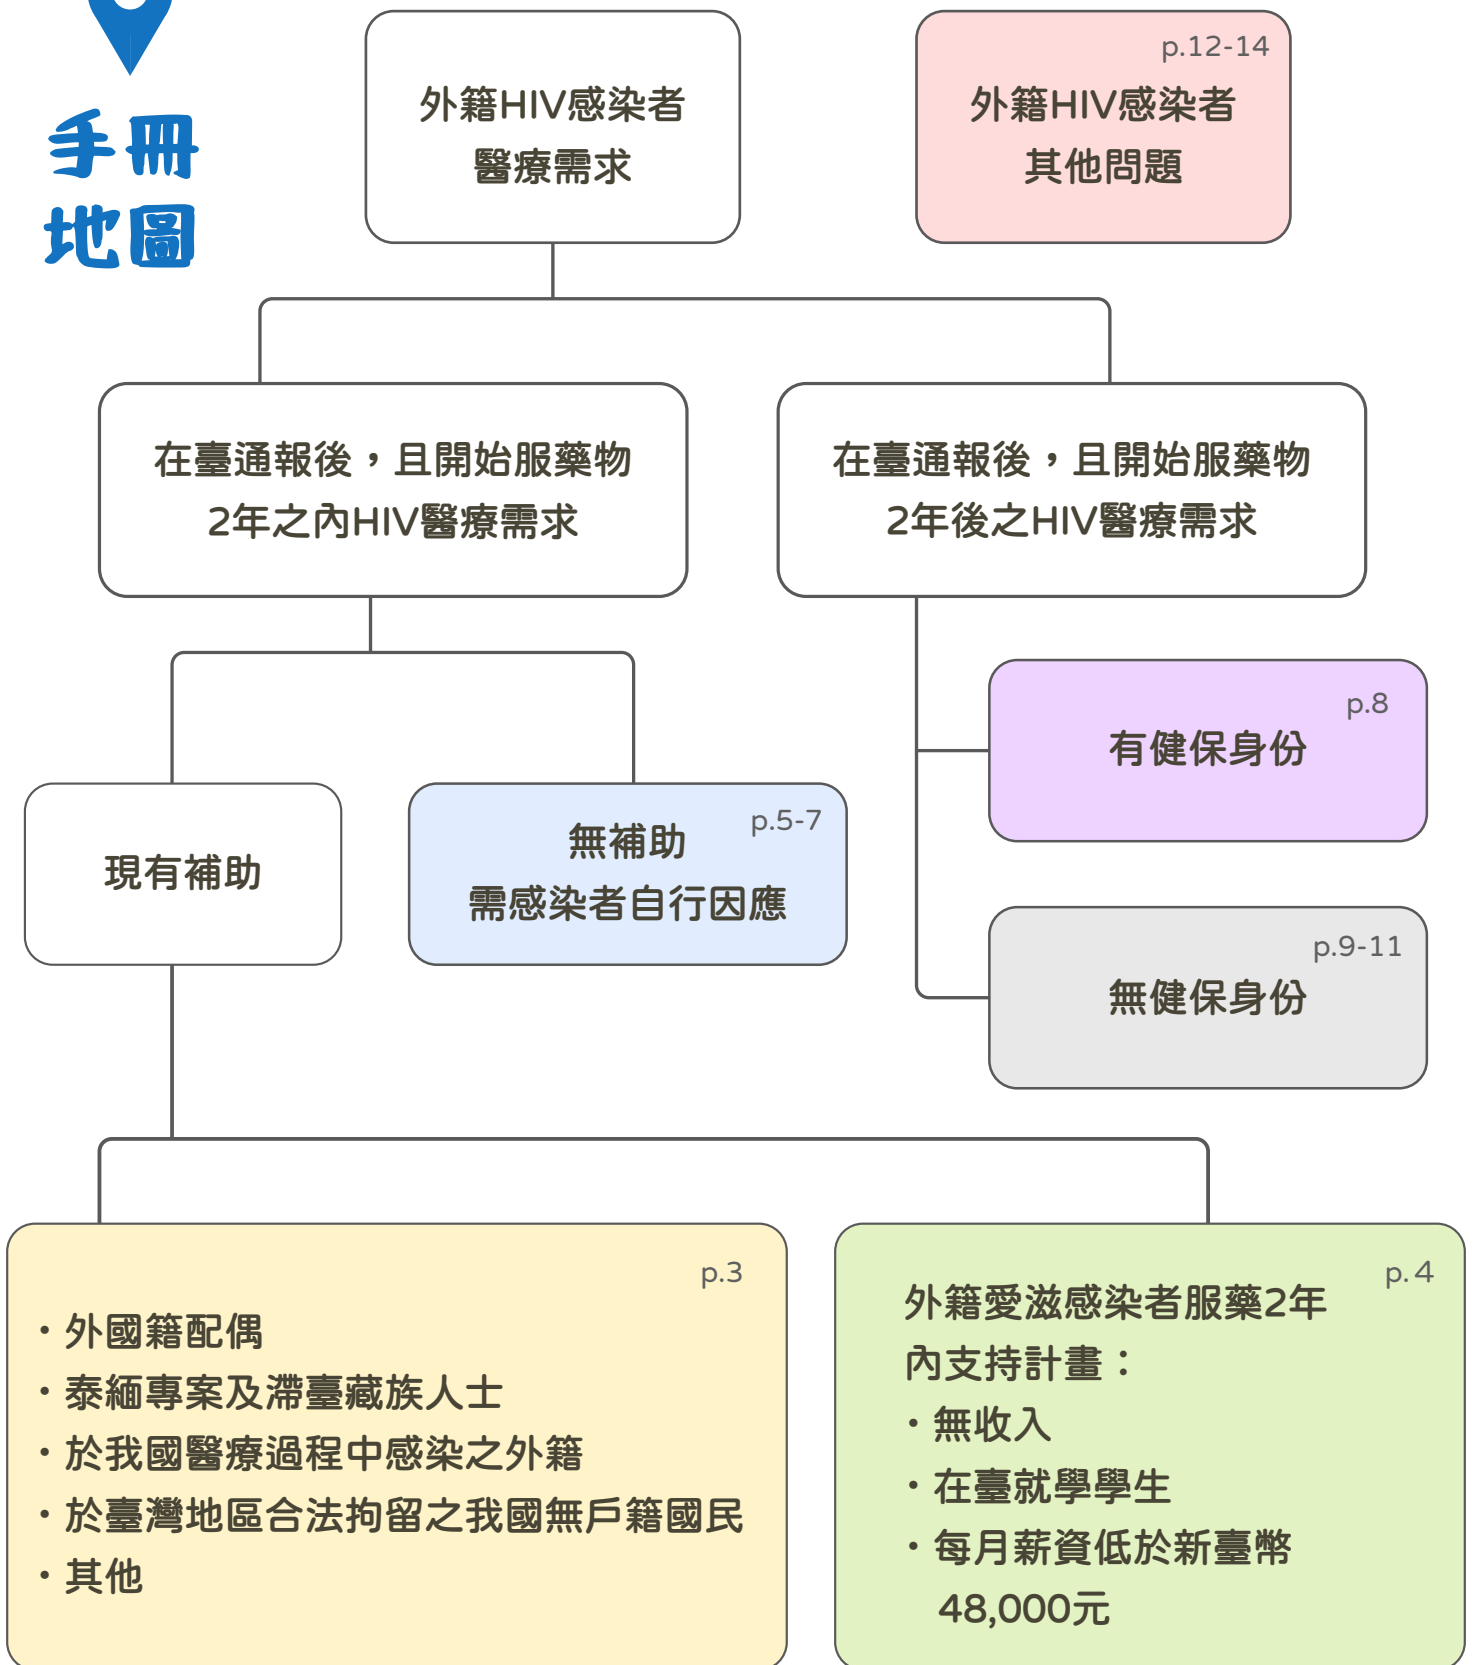 手冊
地圖
外籍HIV感染者
醫療需求
p.12-14
外籍HIV感染者
其他問題
在臺通報後，且開始服藥物
2年之內HIV醫療需求
在臺通報後，且開始服藥物
2年後之HIV醫療需求
p.8
有健保身份
現有補助
p.5-7
無補助
需感染者自行因應
p.9-11
無健保身份
p.3
・外國籍配偶
・泰緬專案及滯臺藏族人士
・於我國醫療過程中感染之外籍
・於臺灣地區合法拘留之我國無戶籍國民
・其他
p.4
外籍愛滋感染者服藥2年
內支持計畫：
・無收入
・在臺就學學生
・每月薪資低於新臺幣
48,000元